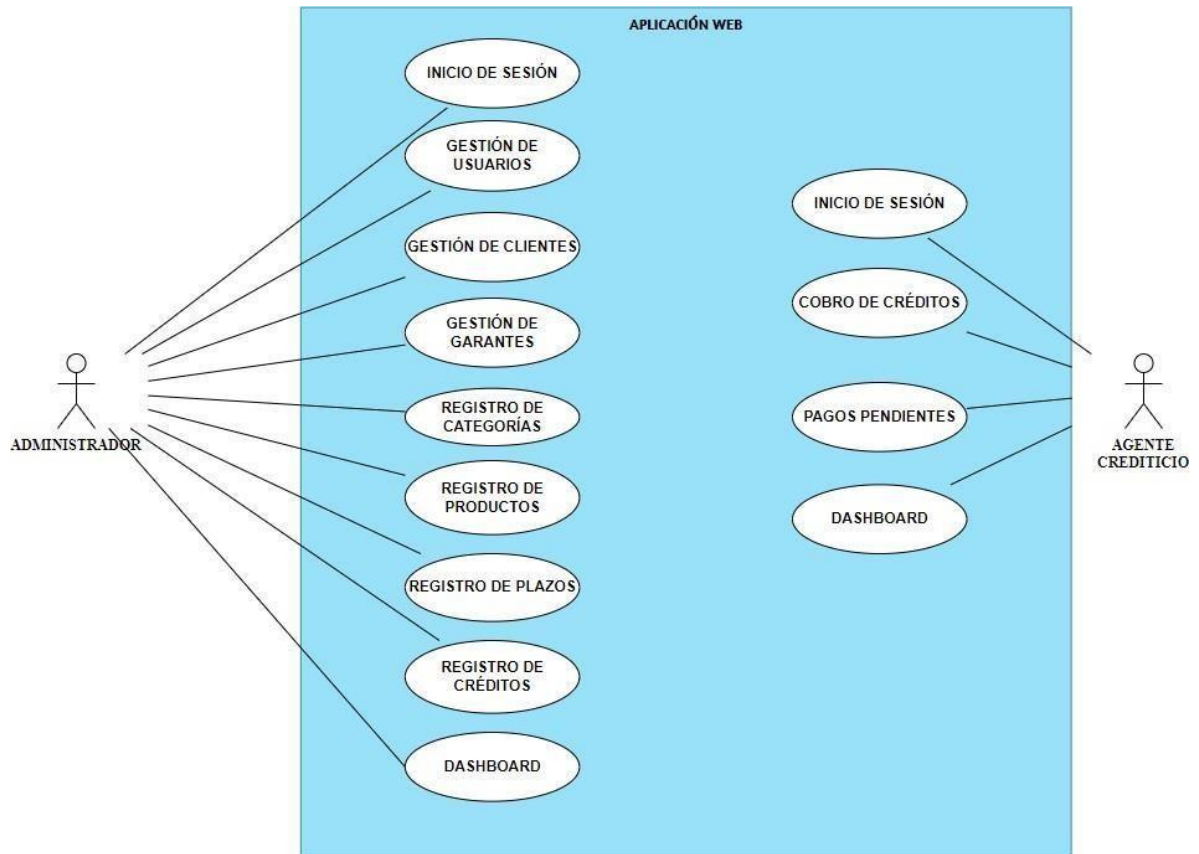 APLICACIÓN WEB
INICIO DE SESIÓN
GESTIÓN DE
USUARIOS
GESTIÓN DE CLIENTES
GESTIÓN DE
GARANTES
REGISTRO DE
CATEGORÍAS
REGISTRO DE
PRODUCTOS
REGISTRO DE PLAZOS
REGISTRO DE
CRÉDITOS
DASHBOARD
ADMINISTRADOR
INICIO DE SESIÓN
COBRO DE CRÉDITOS
PAGOS PENDIENTES
DASHBOARD
AGENTE
CREDITICIO